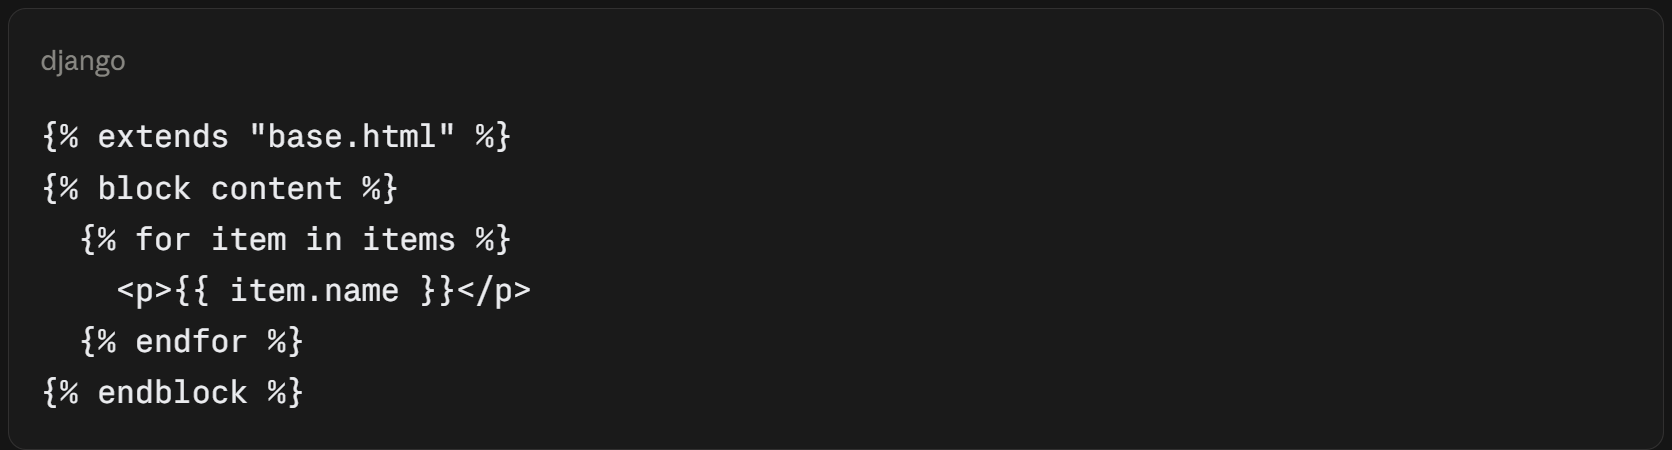 django
{% extends "base.html" %}
{% block content %}
  {% for item in items %}
    <p>{{ item.name }}</p>
  {% endfor %}
{% endblock %}